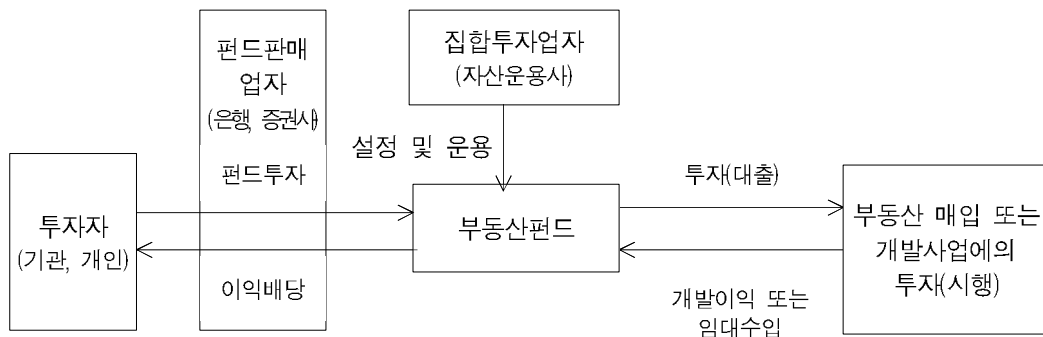 펀드판매
업자
(은행, 증권사)
집합투자업자
(자산운용사)
설정 및 운용
펀드투자
투자(대출)
투자자
(기관, 개인)
부동산펀드
부동산 매입 또는
개발사업에의
투자(시행)
이익배당
개발이익 또는
임대수입